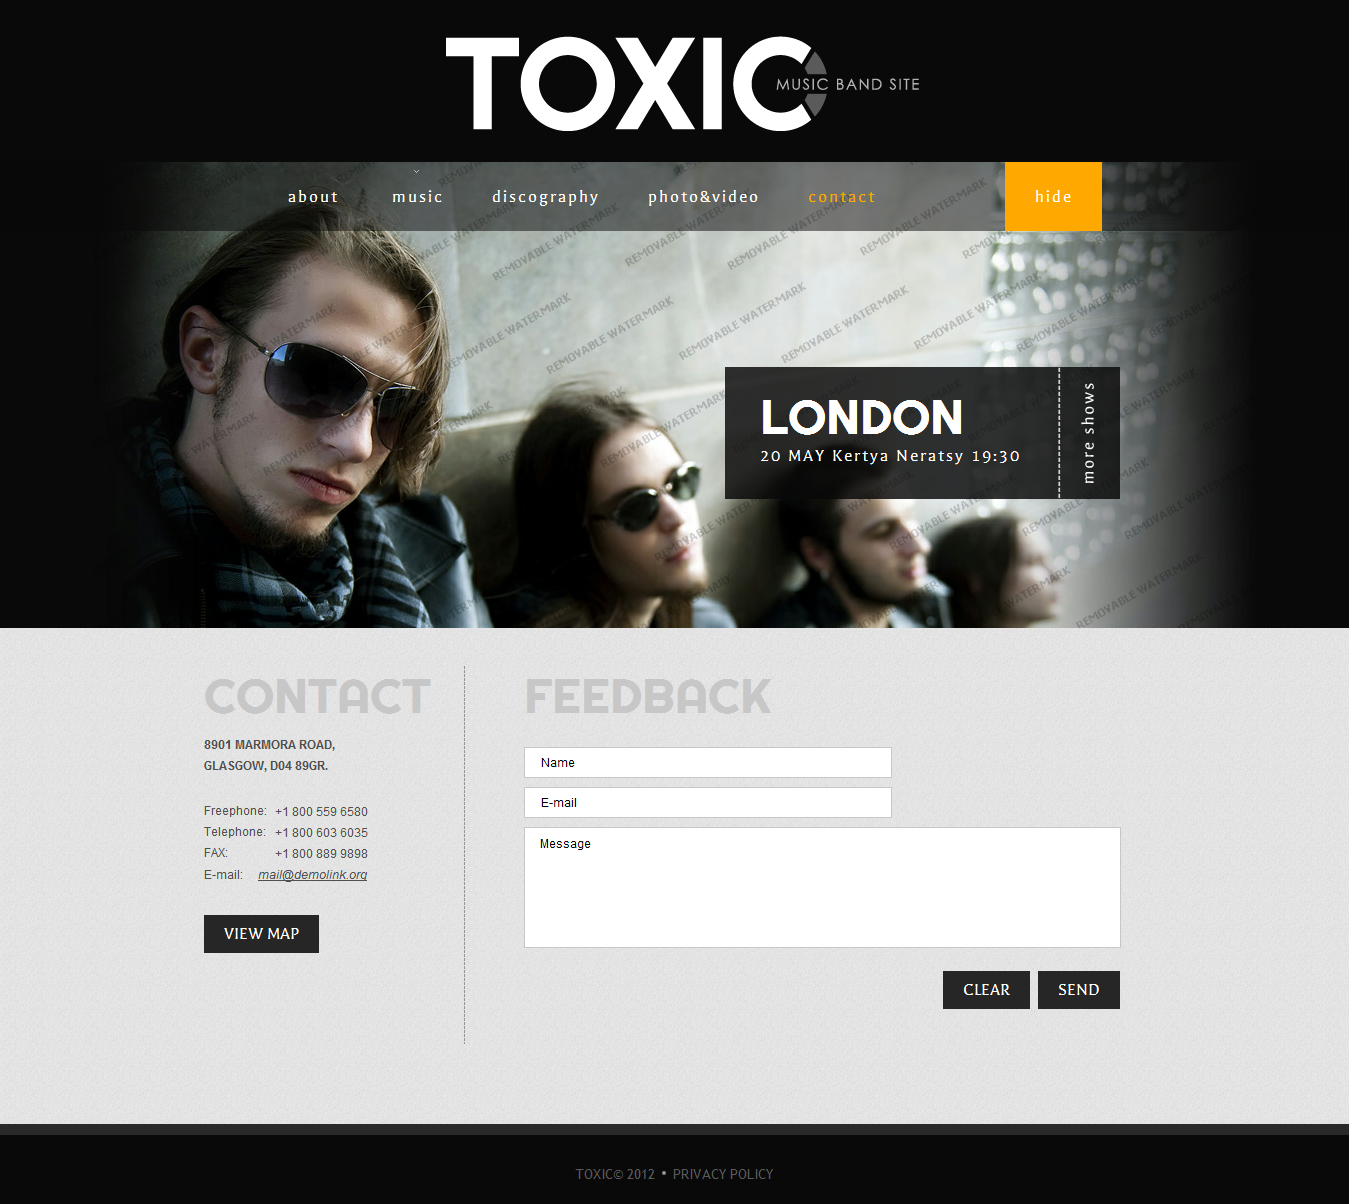 TOXIC
MUSIC BAND SITE
about
music
discography
photo&video
contact
hide
LONDON
20 MAY Kertya Neratsy 19:30
more shows
REMOVABLE WATERMARK
CONTACT
8901 MARMORA ROAD,
GLASGOW, D04 89GR.
Freephone: +1 800 559 6580
Telephone: +1 800 603 6035
FAX: +1 800 889 9898
E-mail: mail@demolink.org
VIEW MAP
FEEDBACK
Name
E-mail
Message
CLEAR
SEND
TOXIC© 2012 • PRIVACY POLICY